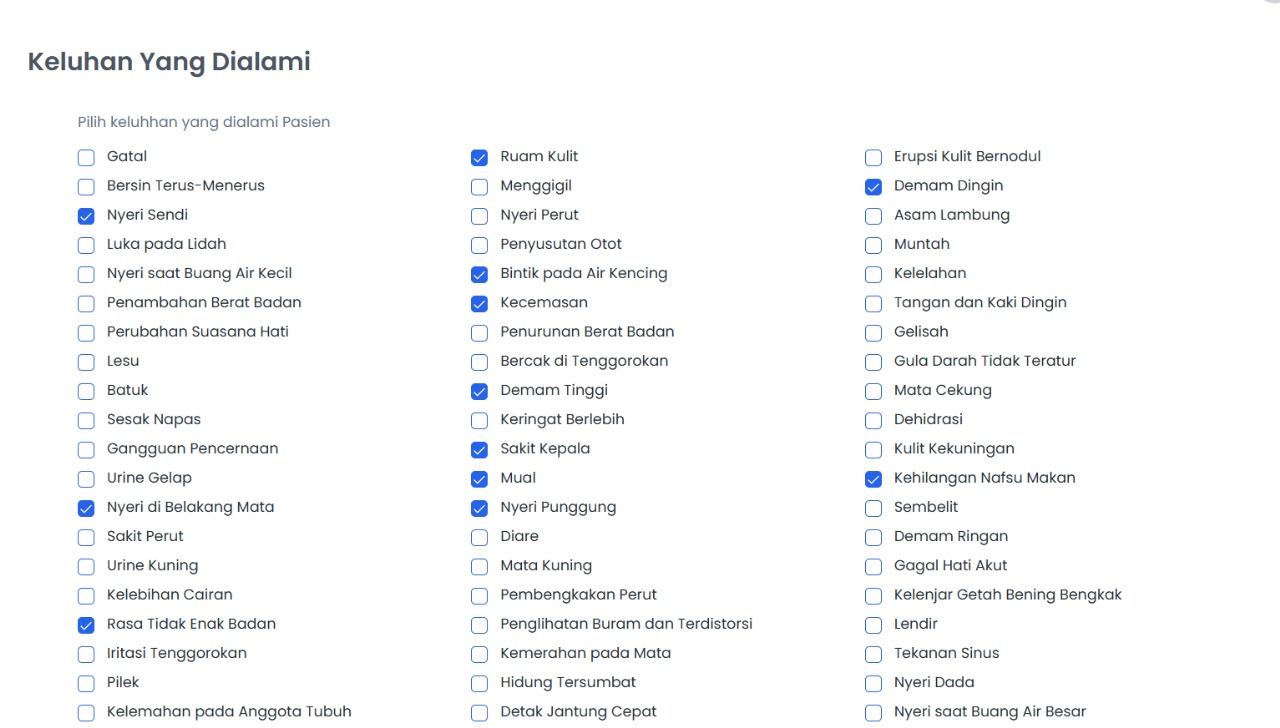 Keluhan Yang Dialami
Pilih keluhhan yang dialami Pasien
Gatal
Ruam Kulit
Erupsi Kulit Bernodul
Bersin Terus-Menerus
Menggigil
Demam Dingin
Nyeri Sendi
Nyeri Perut
Asam Lambung
Luka pada Lidah
Penyusutan Otot
Muntah
Nyeri saat Buang Air Kecil
Bintik pada Air Kencing
Kelelahan
Penambahan Berat Badan
Kecemasan
Tangan dan Kaki Dingin
Perubahan Suasana Hati
Penurunan Berat Badan
Gelisah
Lesu
Bercak di Tenggorokan
Gula Darah Tidak Teratur
Batuk
Demam Tinggi
Mata Cekung
Sesak Napas
Keringat Berlebih
Dehidrasi
Gangguan Pencernaan
Sakit Kepala
Kulit Kekuningan
Urine Gelap
Mual
Kehilangan Nafsu Makan
Nyeri di Belakang Mata
Nyeri Punggung
Sembelit
Sakit Perut
Diare
Demam Ringan
Urine Kuning
Mata Kuning
Gagal Hati Akut
Kelebihan Cairan
Pembengkakan Perut
Kelenjar Getah Bening Bengkak
Rasa Tidak Enak Badan
Penglihatan Buram dan Terdistorsi
Lendir
Iritasi Tenggorokan
Kemerahan pada Mata
Tekanan Sinus
Pilek
Hidung Tersumbat
Nyeri Dada
Kelemahan pada Anggota Tubuh
Detak Jantung Cepat
Nyeri saat Buang Air Besar